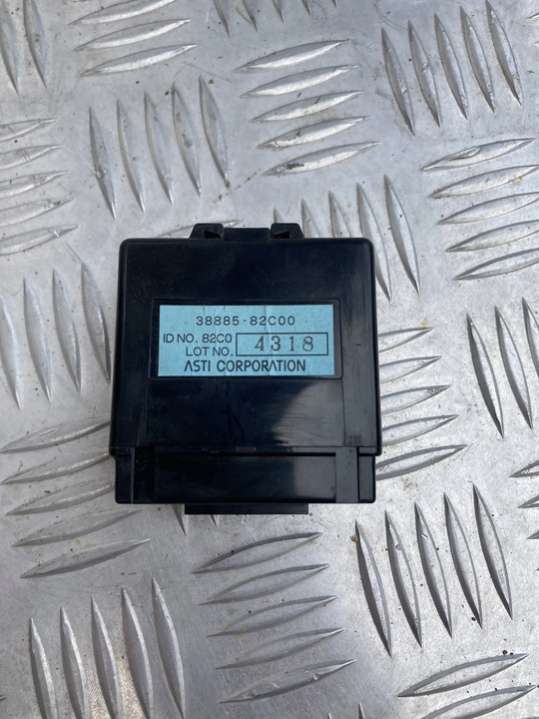 38885-82C00
ID NO. 82C0
LOT NO. 4318
ASTI CORPORATION